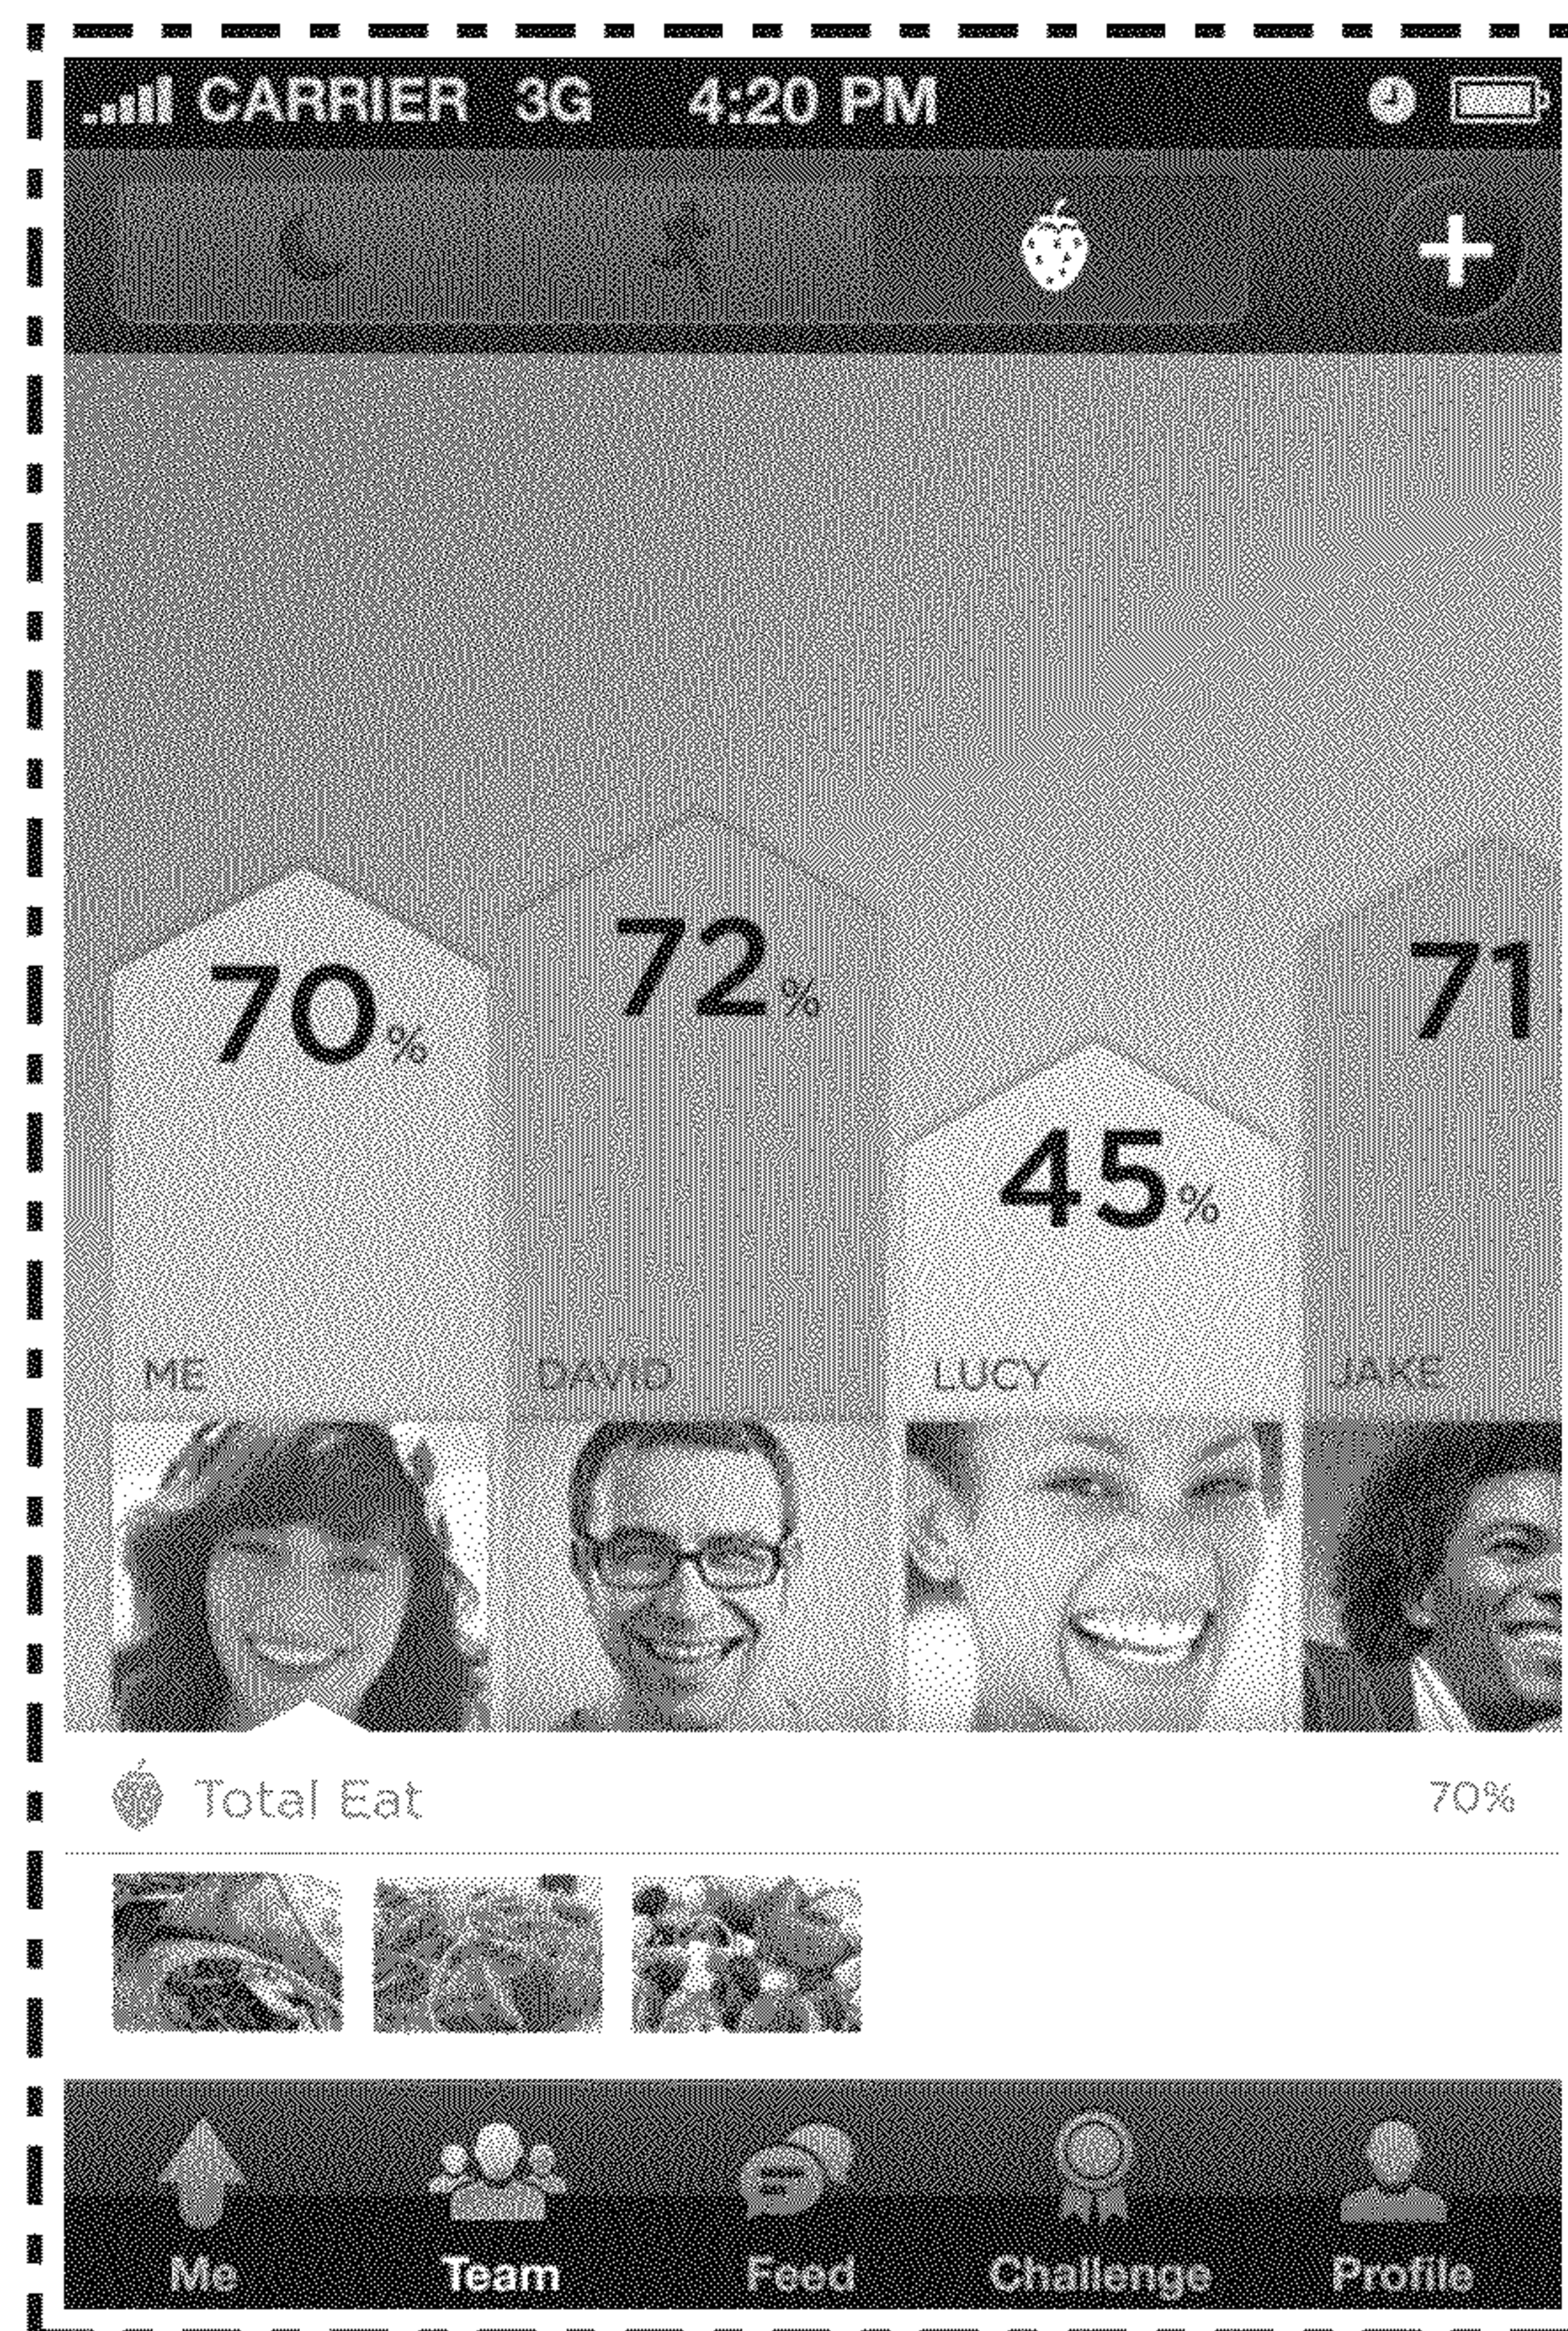 CARRIER 3G 4:20 PM
70%
72%
45%
71
ME DAVID LUCY JAKE
Total Eat 70%
Me Team Feed Challenge Profile